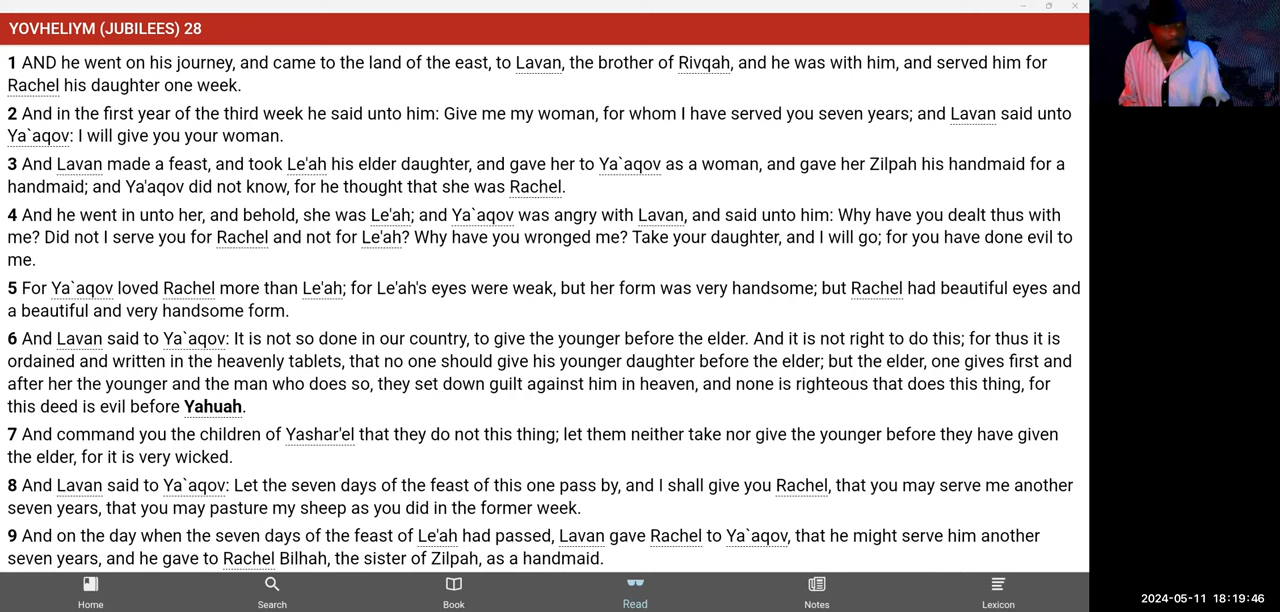 YOVHELIYM (JUBILEES) 28
1 AND he went on his journey, and came to the land of the east, to Lavan, the brother of Rivqah, and he was with him, and served him for
Rachel his daughter one week.
2 And in the first year of the third week he said unto him: Give me my woman, for whom I have served you seven years; and Lavan said unto
Ya`aqov: I will give you your woman.
3 And Lavan made a feast, and took Le'ah his elder daughter, and gave her to Ya`aqov as a woman, and gave her Zilpah his handmaid for a
handmaid; and Ya'aqov did not know, for he thought that she was Rachel.
4 And he went in unto her, and behold, she was Le'ah; and Ya`aqov was angry with Lavan, and said unto him: Why have you dealt thus with
me? Did not I serve you for Rachel and not for Le'ah? Why have you wronged me? Take your daughter, and I will go; for you have done evil to
me.
5 For Ya`aqov loved Rachel more than Le'ah; for Le'ah's eyes were weak, but her form was very handsome; but Rachel had beautiful eyes and
a beautiful and very handsome form.
6 And Lavan said to Ya`aqov: It is not so done in our country, to give the younger before the elder. And it is not right to do this; for thus it is
ordained and written in the heavenly tablets, that no one should give his younger daughter before the elder; but the elder, one gives first and
after her the younger and the man who does so, they set down guilt against him in heaven, and none is righteous that does this thing, for
this deed is evil before Yahuah.
7 And command you the children of Yashar'el that they do not this thing; let them neither take nor give the younger before they have given
the elder, for it is very wicked.
8 And Lavan said to Ya`aqov: Let the seven days of the feast of this one pass by, and I shall give you Rachel, that you may serve me another
seven years, that you may pasture my sheep as you did in the former week.
9 And on the day when the seven days of the feast of Le'ah had passed, Lavan gave Rachel to Ya`aqov, that he might serve him another
seven years, and he gave to Rachel Bilhah, the sister of Zilpah, as a handmaid.
Home Search Book Read Notes Lexicon
2024-05-11 18:19:46